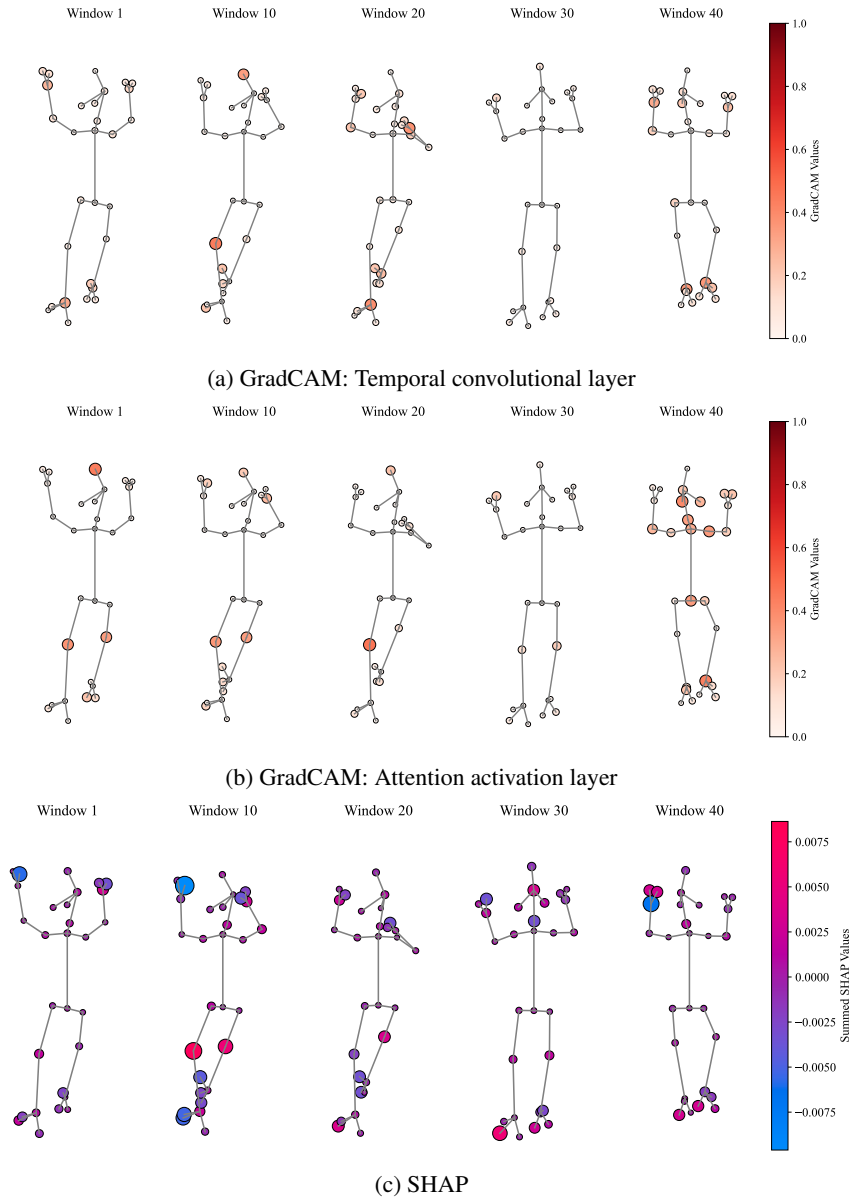 Window 1 Window 10 Window 20 Window 30 Window 40
1.0
0.8
0.6
0.4
0.2
0.0
GradCAM Values
(a) GradCAM: Temporal convolutional layer
Window 1 Window 10 Window 20 Window 30 Window 40
1.0
0.8
0.6
0.4
0.2
0.0
GradCAM Values
(b) GradCAM: Attention activation layer
Window 1 Window 10 Window 20 Window 30 Window 40
0.0075
0.0050
0.0025
0.0000
−0.0025
−0.0050
−0.0075
Summed SHAP Values
(c) SHAP